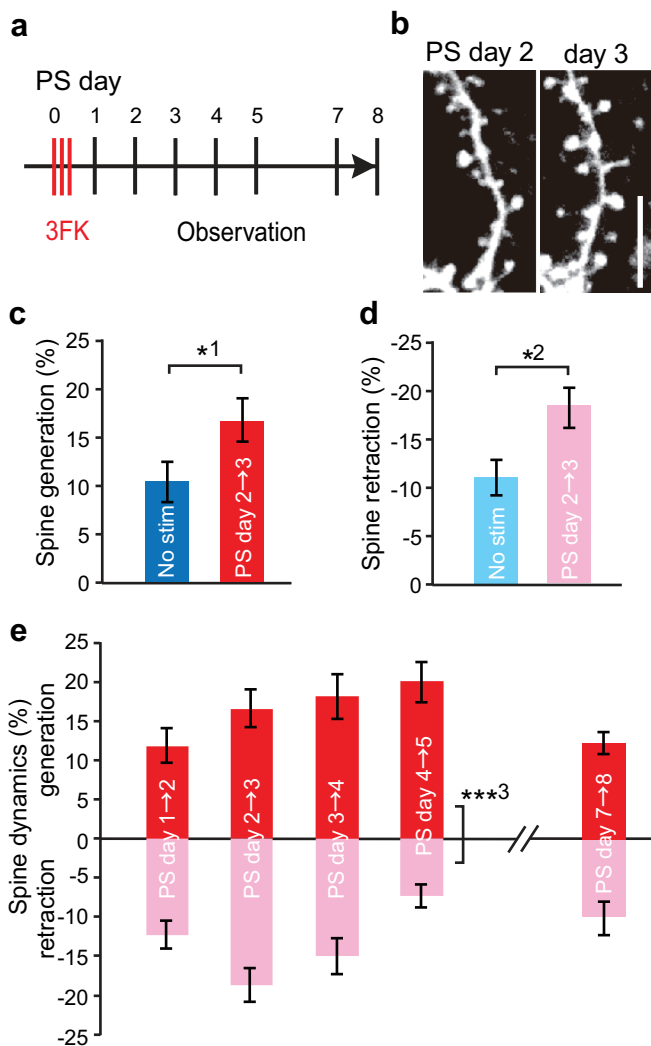 a
PS day
0 1 2 3 4 5 7 8
3FK Observation
b
PS day 2 day 3
c
Spine generation (%)
25
20
15
10
5
0
*1
No stim
PS day 2→3
d
Spine retraction (%)
-25
-20
-15
-10
-5
0
*2
No stim
PS day 2→3
e
Spine dynamics (%)
retraction generation
25
20
15
10
5
0
-5
-10
-15
-20
-25
PS day 1→2
PS day 2→3
PS day 3→4
PS day 4→5
***3
PS day 7→8